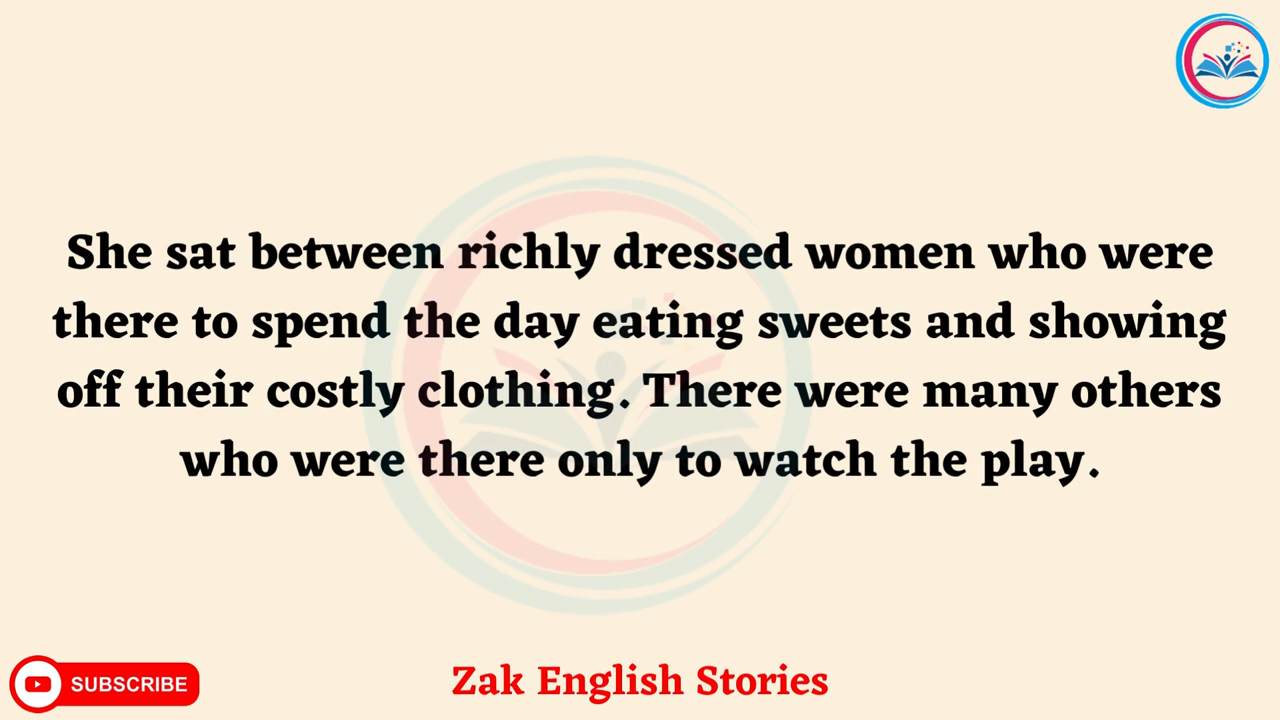 She sat between richly dressed women who were
there to spend the day eating sweets and showing
off their costly clothing. There were many others
who were there only to watch the play.
SUBSCRIBE
Zak English Stories